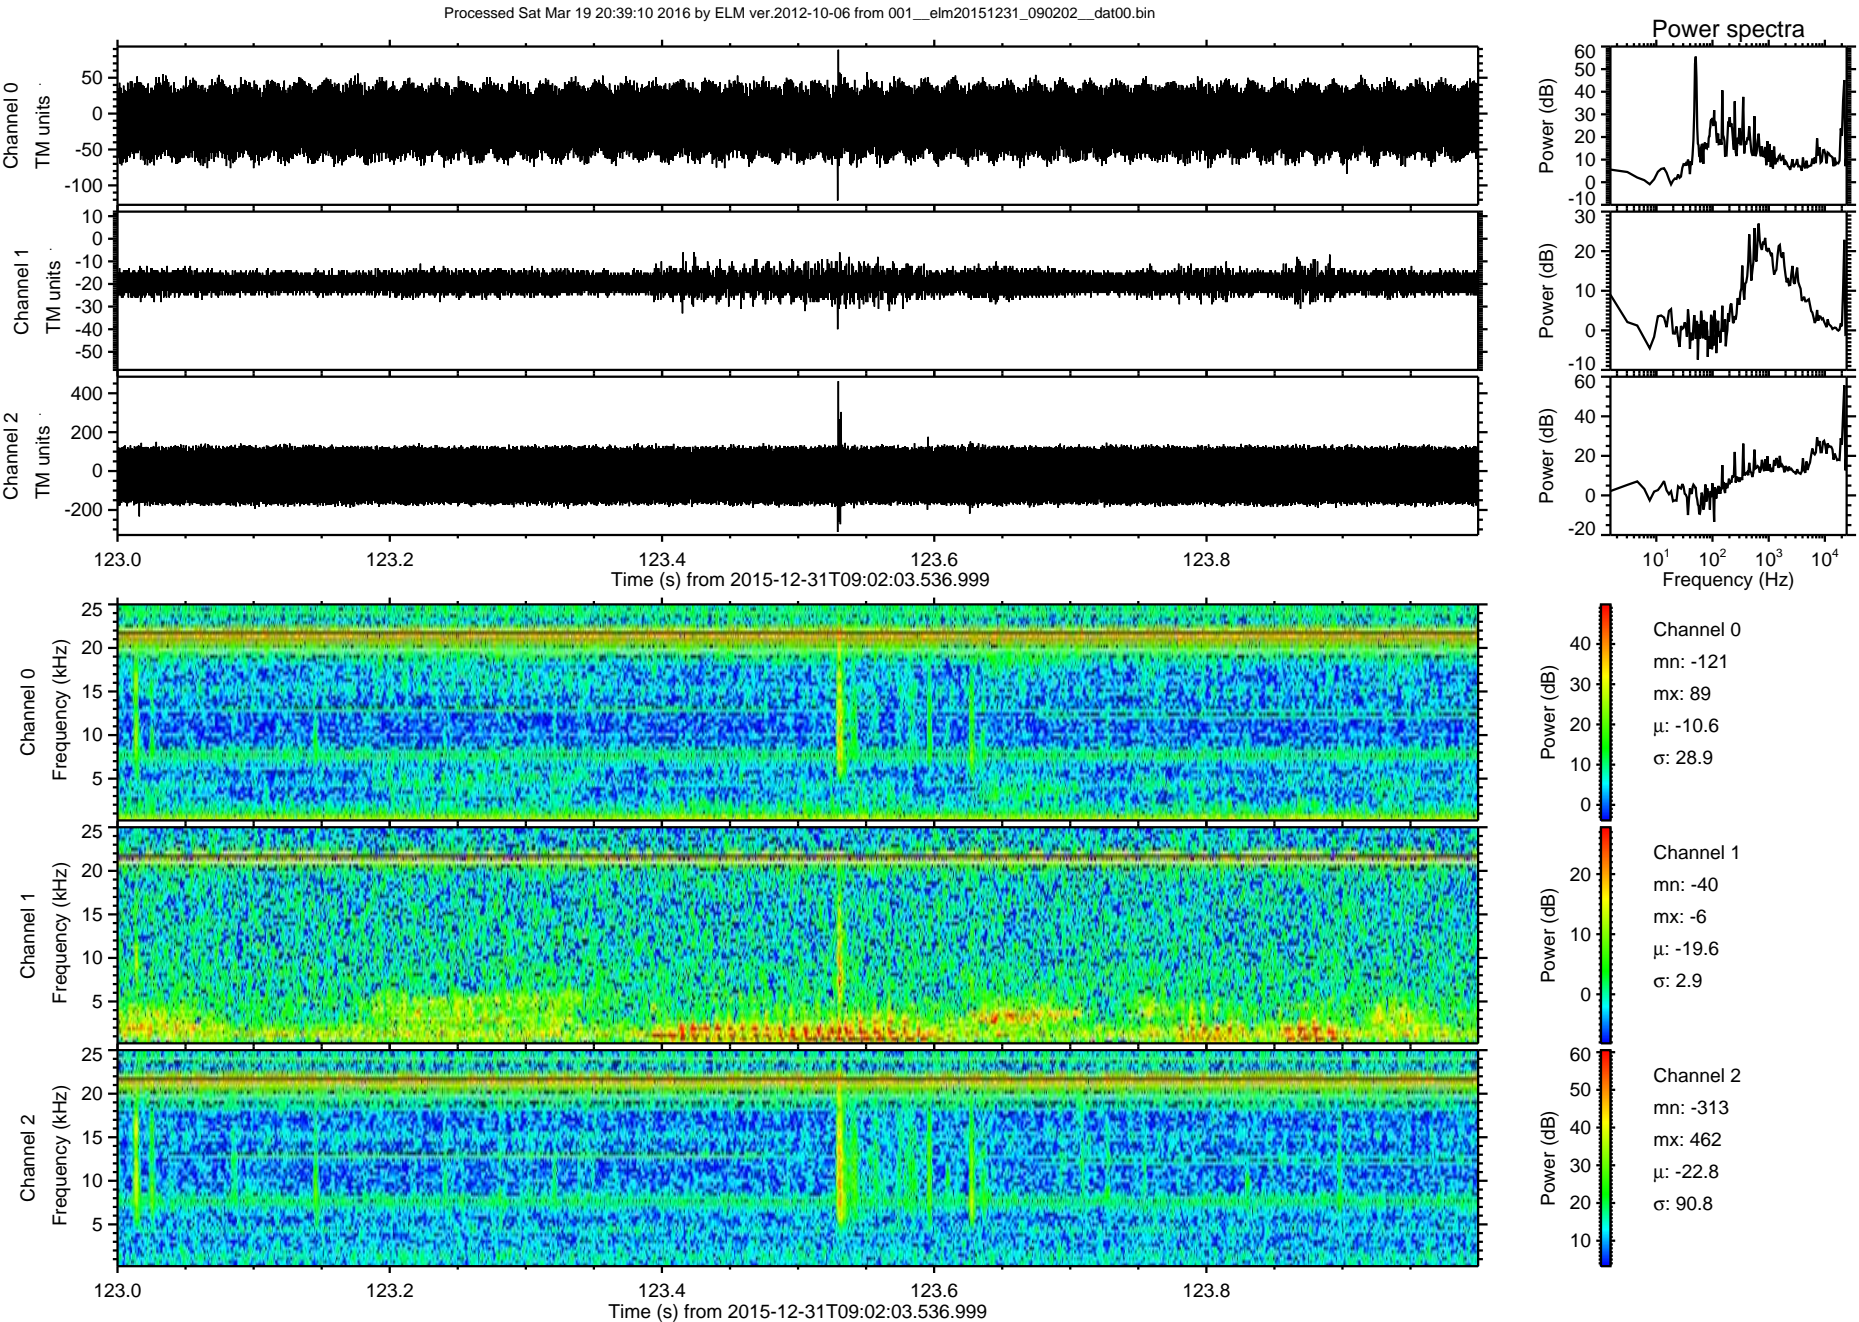 Processed Sat Mar 19 20:39:10 2016 by ELM ver.2012-10-06 from 001__elm20151231_090202__dat00.bin
Power spectra
Channel 0
TM units
50
0
-50
-100
Power (dB)
60
50
40
30
20
10
0
-10
Channel 1
TM units
10
0
-10
-20
-30
-40
-50
Power (dB)
30
20
10
0
-10
Channel 2
TM units
400
200
0
-200
Power (dB)
60
40
20
0
-20
123.0 123.2 123.4 123.6 123.8
Time (s) from 2015-12-31T09:02:03.536.999
10^1 10^2 10^3 10^4
Frequency (Hz)
Channel 0
Frequency (kHz)
25
20
15
10
5
Power (dB)
40
30
20
10
0
Channel 0
mn: -121
mx: 89
μ: -10.6
σ: 28.9
Channel 1
Frequency (kHz)
25
20
15
10
5
Power (dB)
20
10
0
Channel 1
mn: -40
mx: -6
μ: -19.6
σ: 2.9
Channel 2
Frequency (kHz)
25
20
15
10
5
Power (dB)
60
50
40
30
20
10
Channel 2
mn: -313
mx: 462
μ: -22.8
σ: 90.8
123.0 123.2 123.4 123.6 123.8
Time (s) from 2015-12-31T09:02:03.536.999